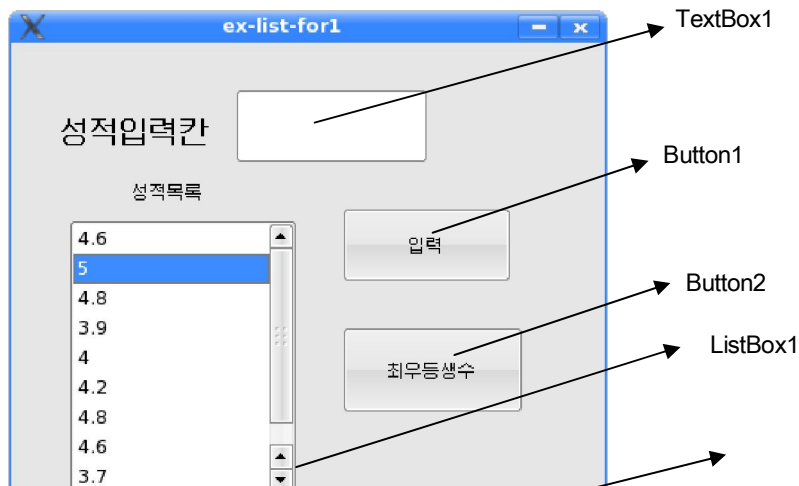 ex-list-for1
TextBox1
성적입력칸
Button1
성적목록
입력
4.6
5
4.8
3.9
4
4.2
4.8
4.6
3.7
Button2
최우등생수
ListBox1